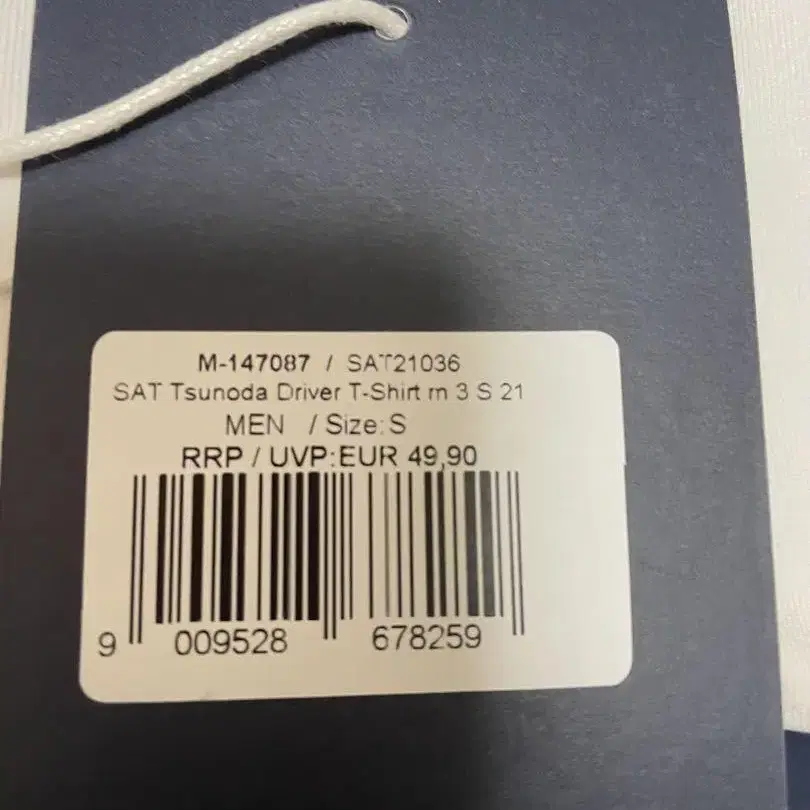 M-147087 / SAT21036
SAT Tsunoda Driver T-Shirt rn 3 S 21
MEN / Size:S
RRP / UVP:EUR 49,90
9 009528 678259